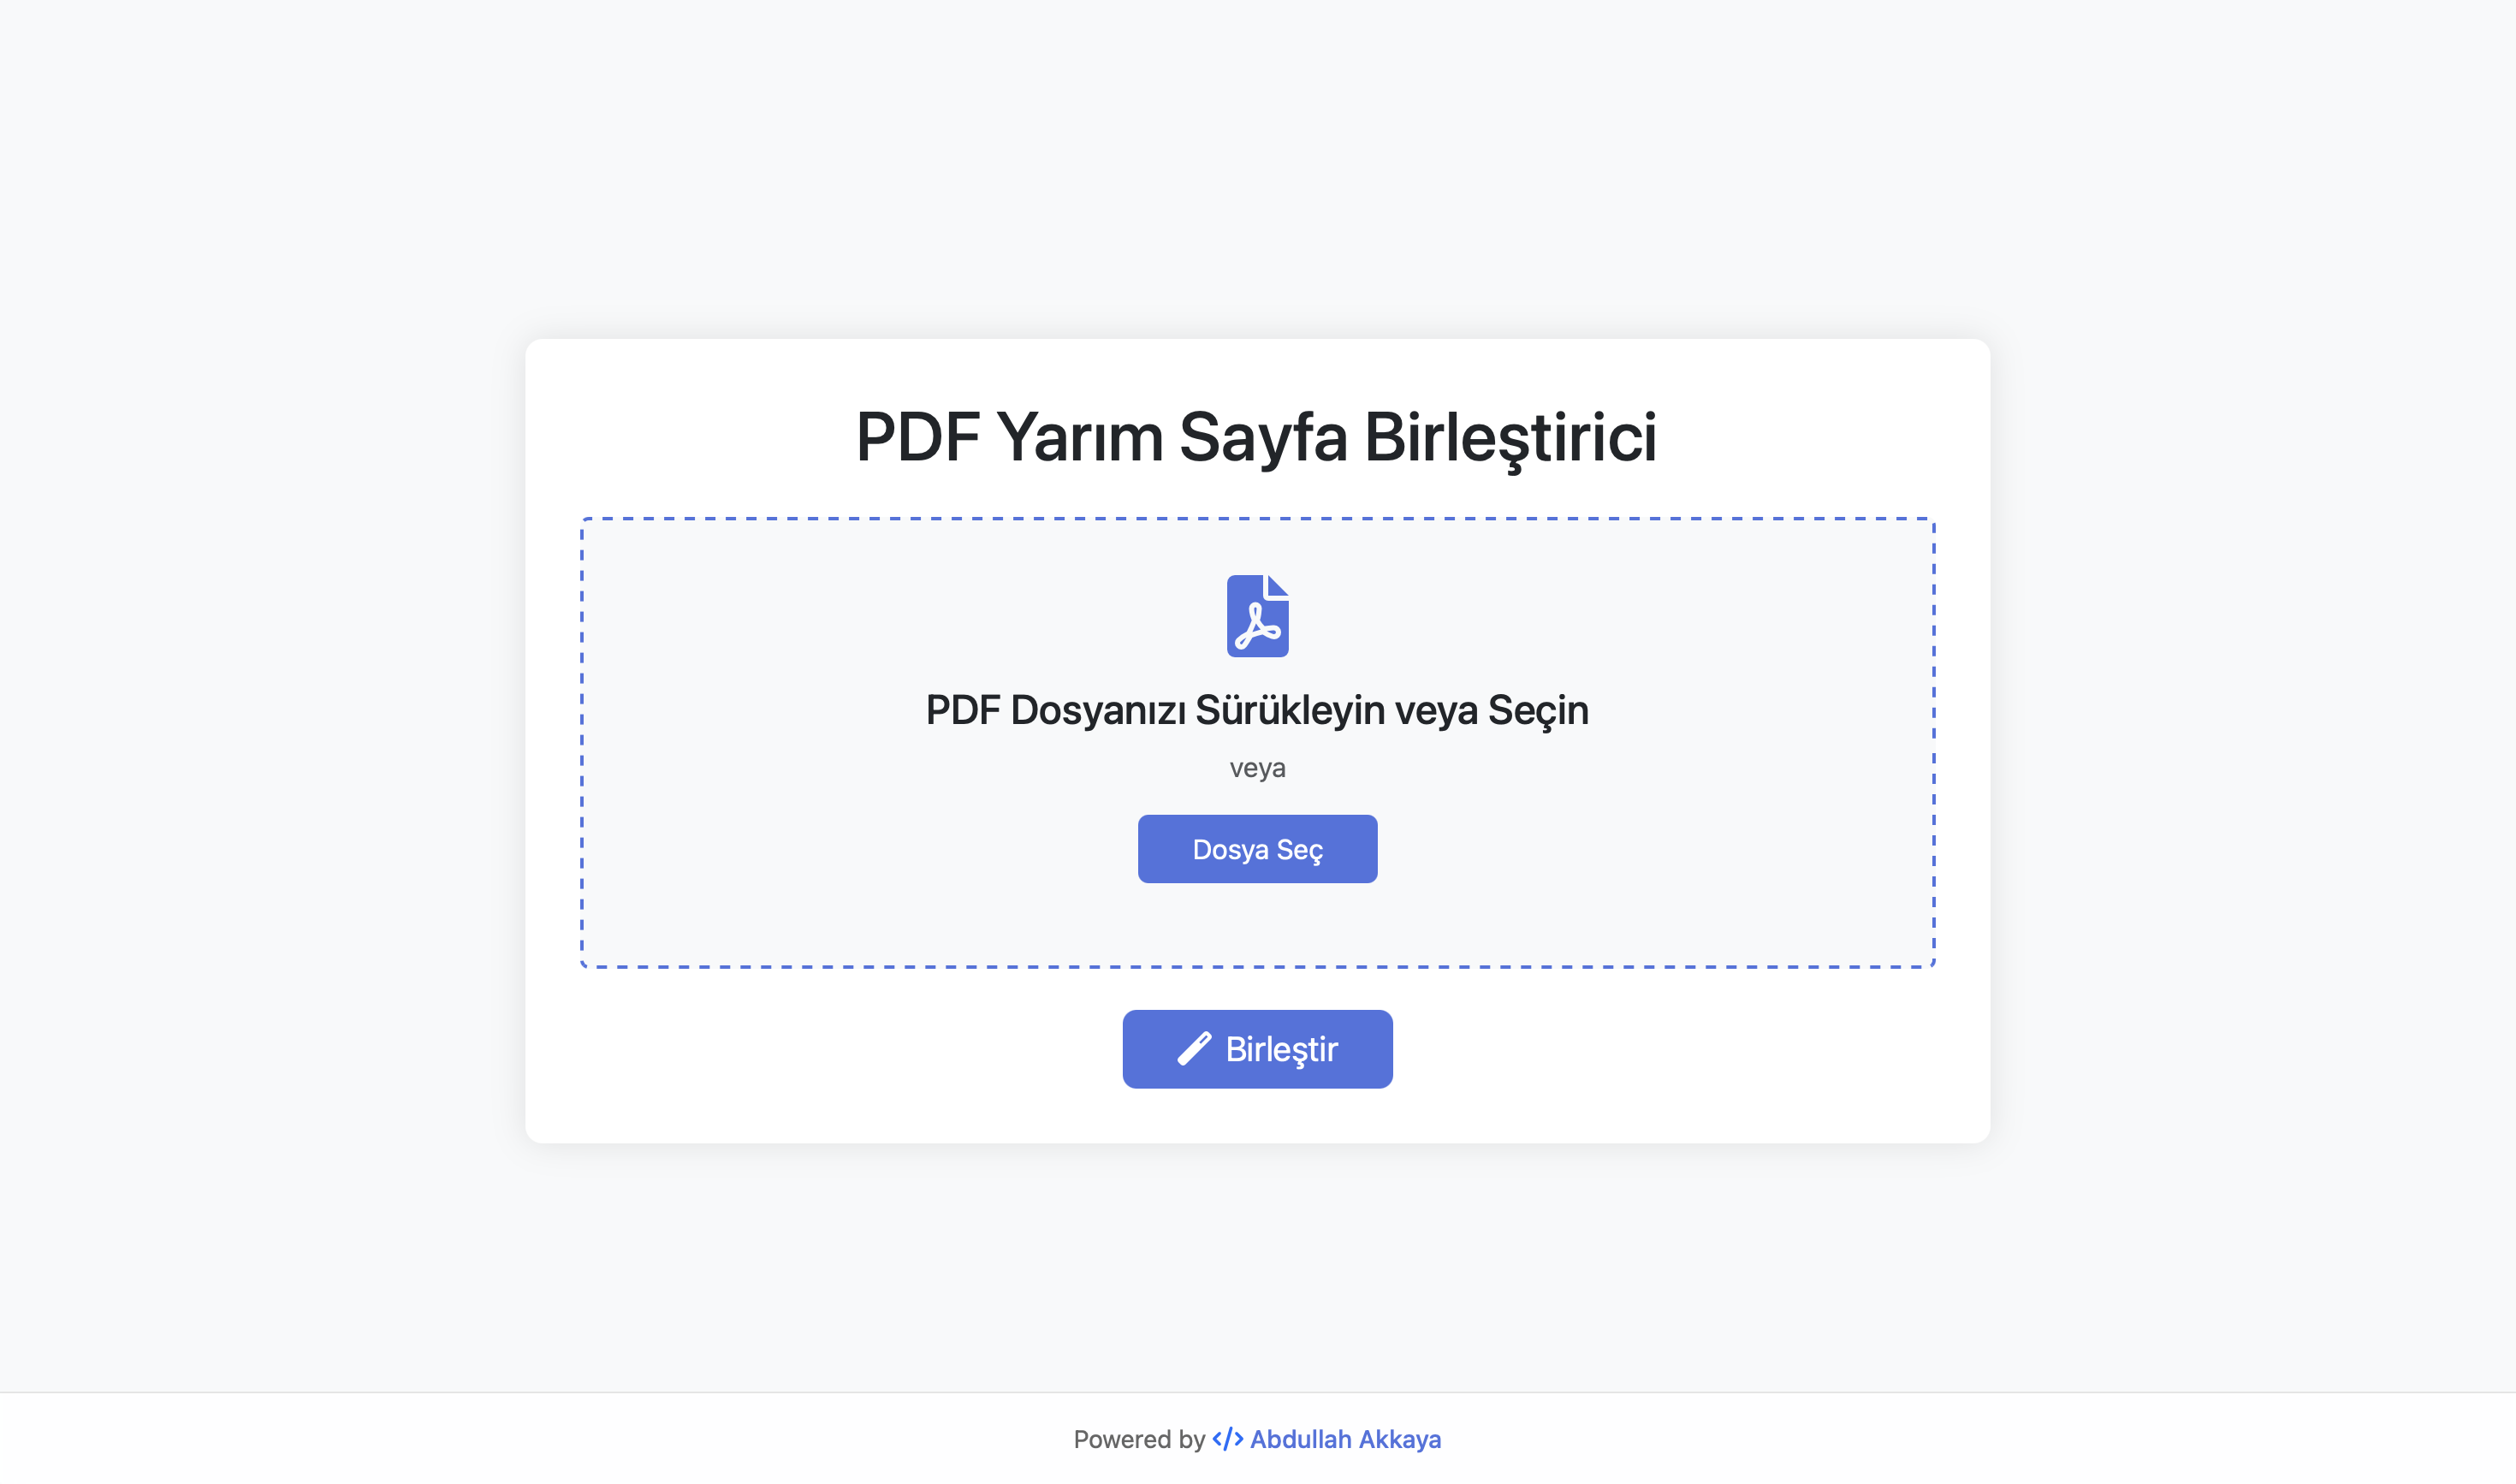 PDF Yarım Sayfa Birleştirici
PDF Dosyanızı Sürükleyin veya Seçin
veya
Dosya Seç
Birleştir
Powered by </> Abdullah Akkaya